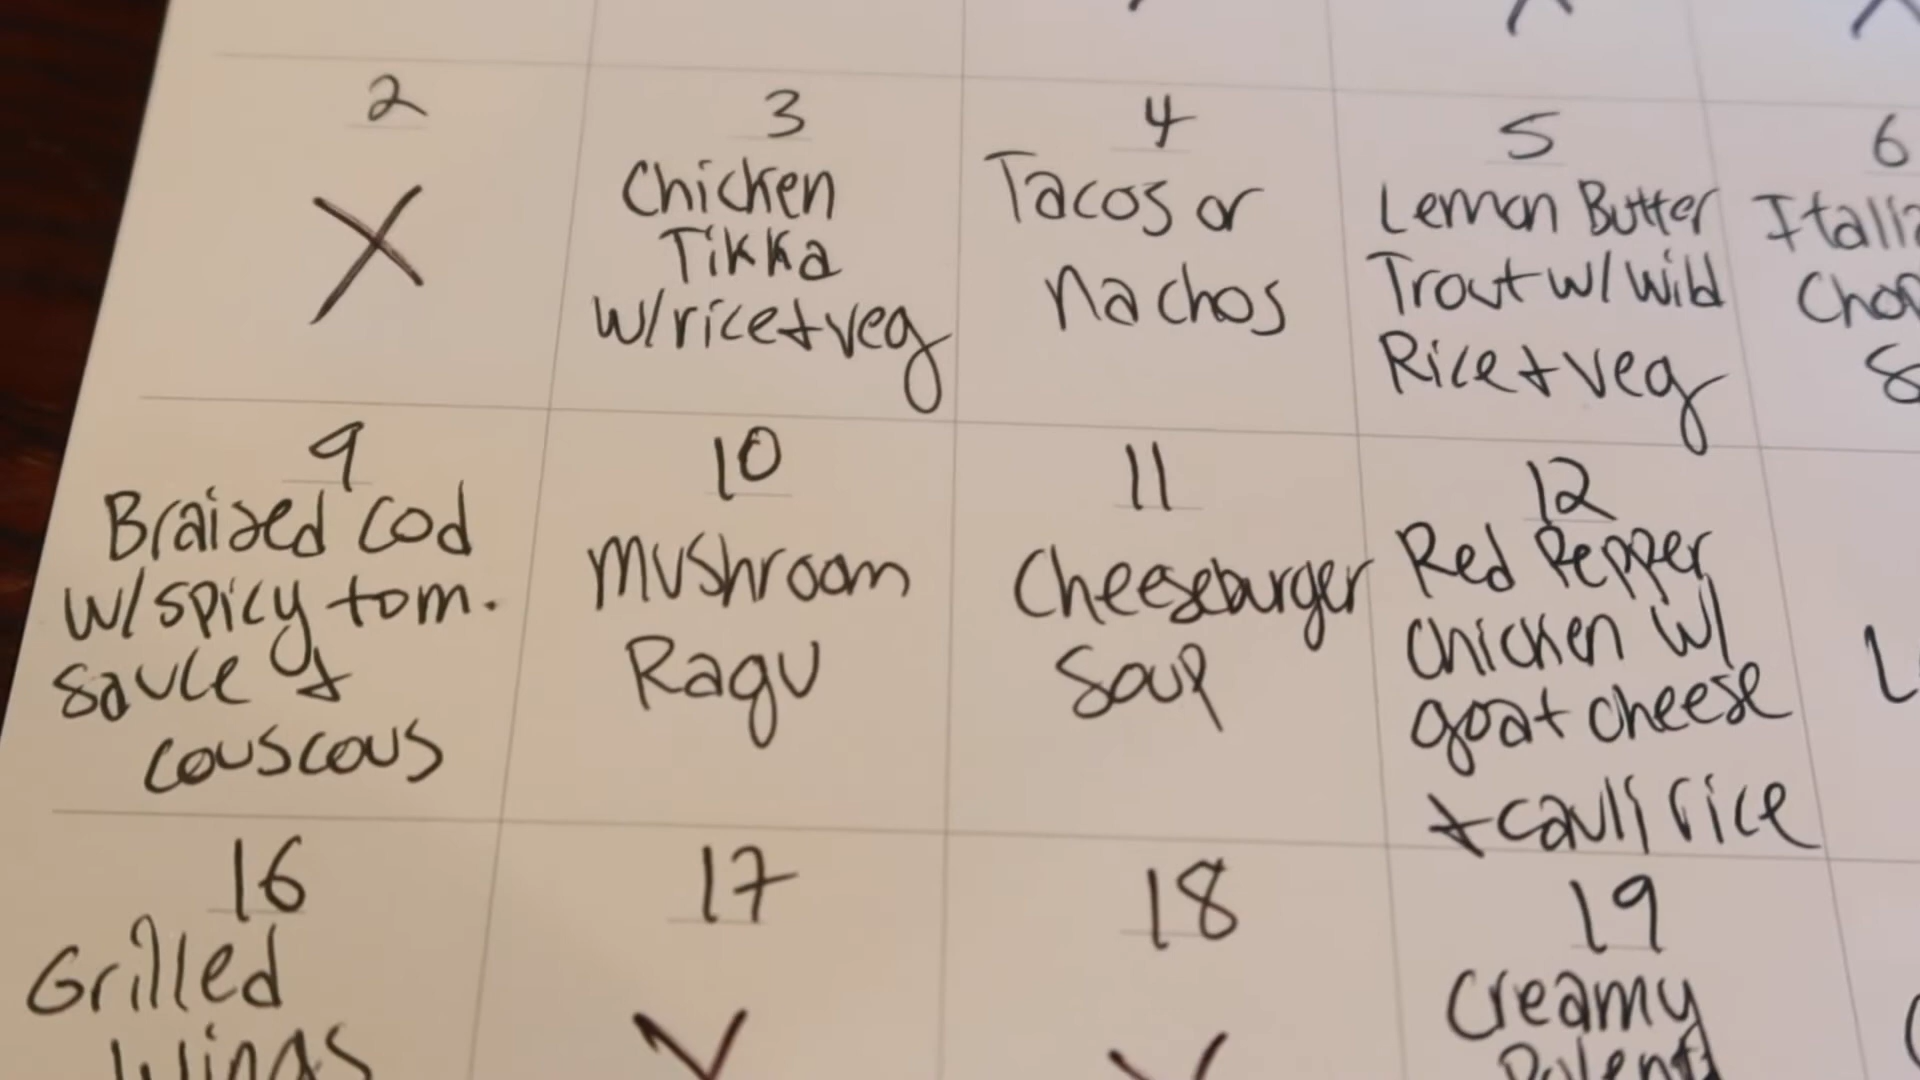 2
X
3
Chicken
Tikka
w/rice+veg
4
Tacos or
nachos
5
Lemon Butter
Trout w/ wild
Rice + veg
6
9
Braised Cod
w/spicy tom.
sauce +
couscous
10
Mushroom
Ragu
11
Cheeseburger
Soup
12
Red Pepper
Chicken w/
goat cheese
+ cauli rice
16
Grilled
Wings
17
18
19
Creamy